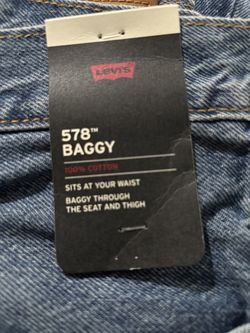 Levi's
578™
BAGGY
100% COTTON
SITS AT YOUR WAIST
BAGGY THROUGH
THE SEAT AND THIGH